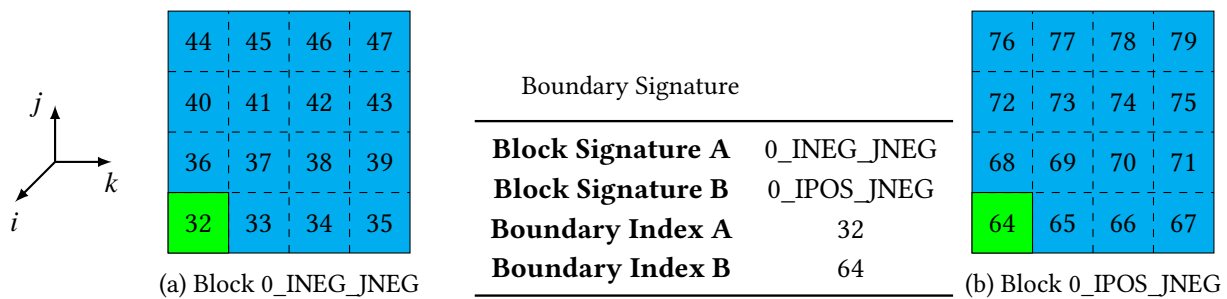 j
k
i
44 45 46 47
40 41 42 43
36 37 38 39
32 33 34 35
(a) Block 0_INEG_JNEG
Boundary Signature
Block Signature A 0_INEG_JNEG
Block Signature B 0_IPOS_JNEG
Boundary Index A 32
Boundary Index B 64
76 77 78 79
72 73 74 75
68 69 70 71
64 65 66 67
(b) Block 0_IPOS_JNEG